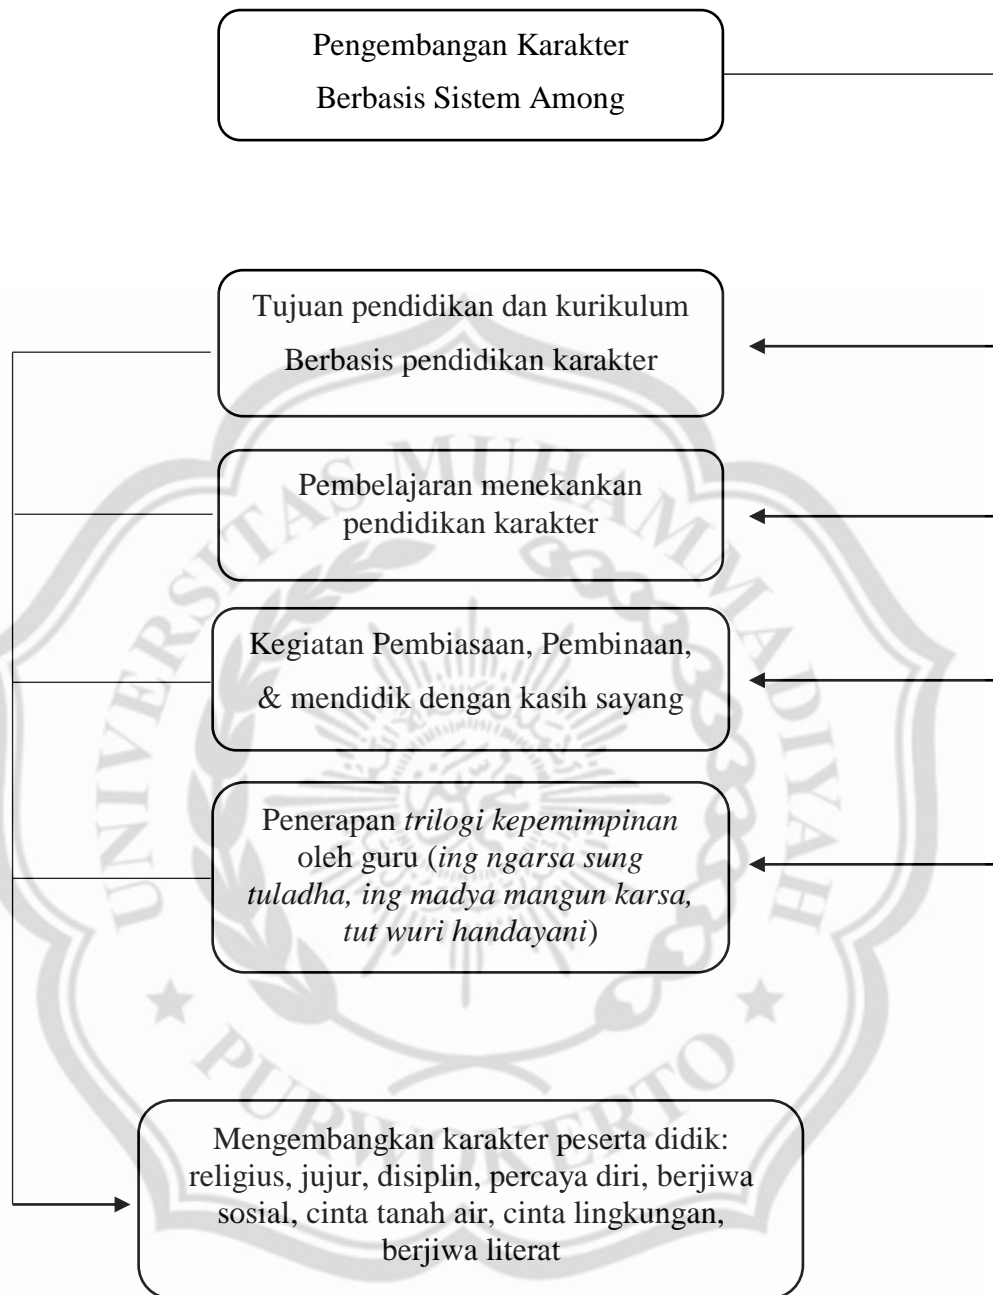 Pengembangan Karakter
Berbasis Sistem Among
Tujuan pendidikan dan kurikulum
Berbasis pendidikan karakter
Pembelajaran menekankan
pendidikan karakter
Kegiatan Pembiasaan, Pembinaan,
& mendidik dengan kasih sayang
Penerapan trilogi kepemimpinan
oleh guru (ing ngarsa sung
tuladha, ing madya mangun karsa,
tut wuri handayani)
Mengembangkan karakter peserta didik:
religius, jujur, disiplin, percaya diri, berjiwa
sosial, cinta tanah air, cinta lingkungan,
berjiwa literat
UNIVERSITAS MUHAMMADIYAH
PURWOKERTO